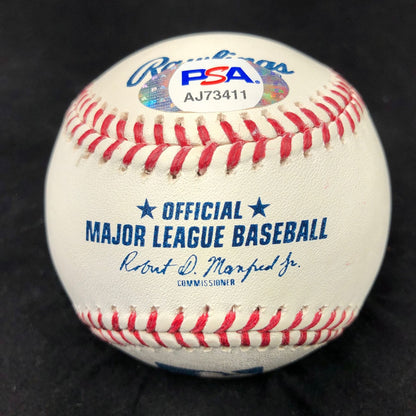 Rawlings
PSA
AJ73411
★ OFFICIAL ★
MAJOR LEAGUE BASEBALL
Robert D. Manfred Jr.
COMMISSIONER